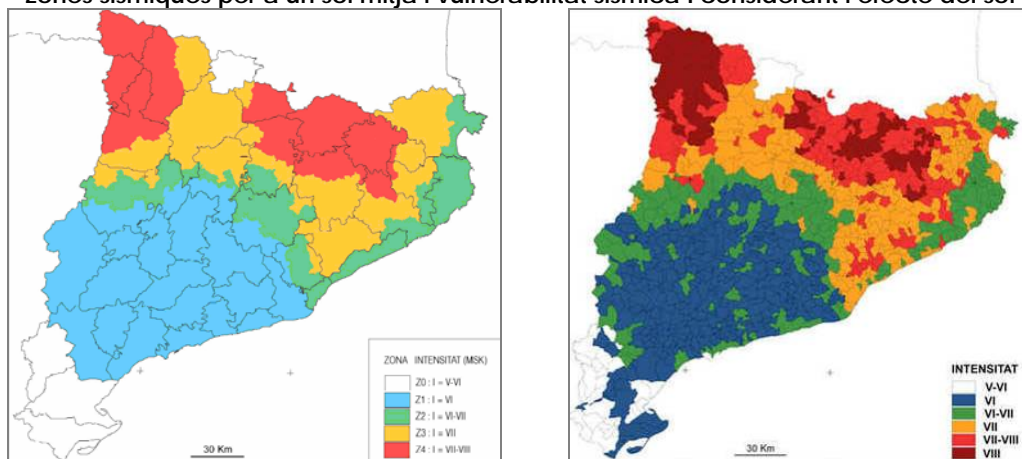 Zones sísmiques per a un sòl mitjà i vulnerabilitat sísmica i considerant l'efecte del sòl
ZONA INTENSITAT (MSK)
Z0 : I = V-VI
Z1 : I = VI
Z2 : I = VI-VII
Z3 : I = VII
Z4 : I = VII-VIII
30 Km
INTENSITAT
V-VI
VI
VI-VII
VII
VII-VIII
VIII
30 Km